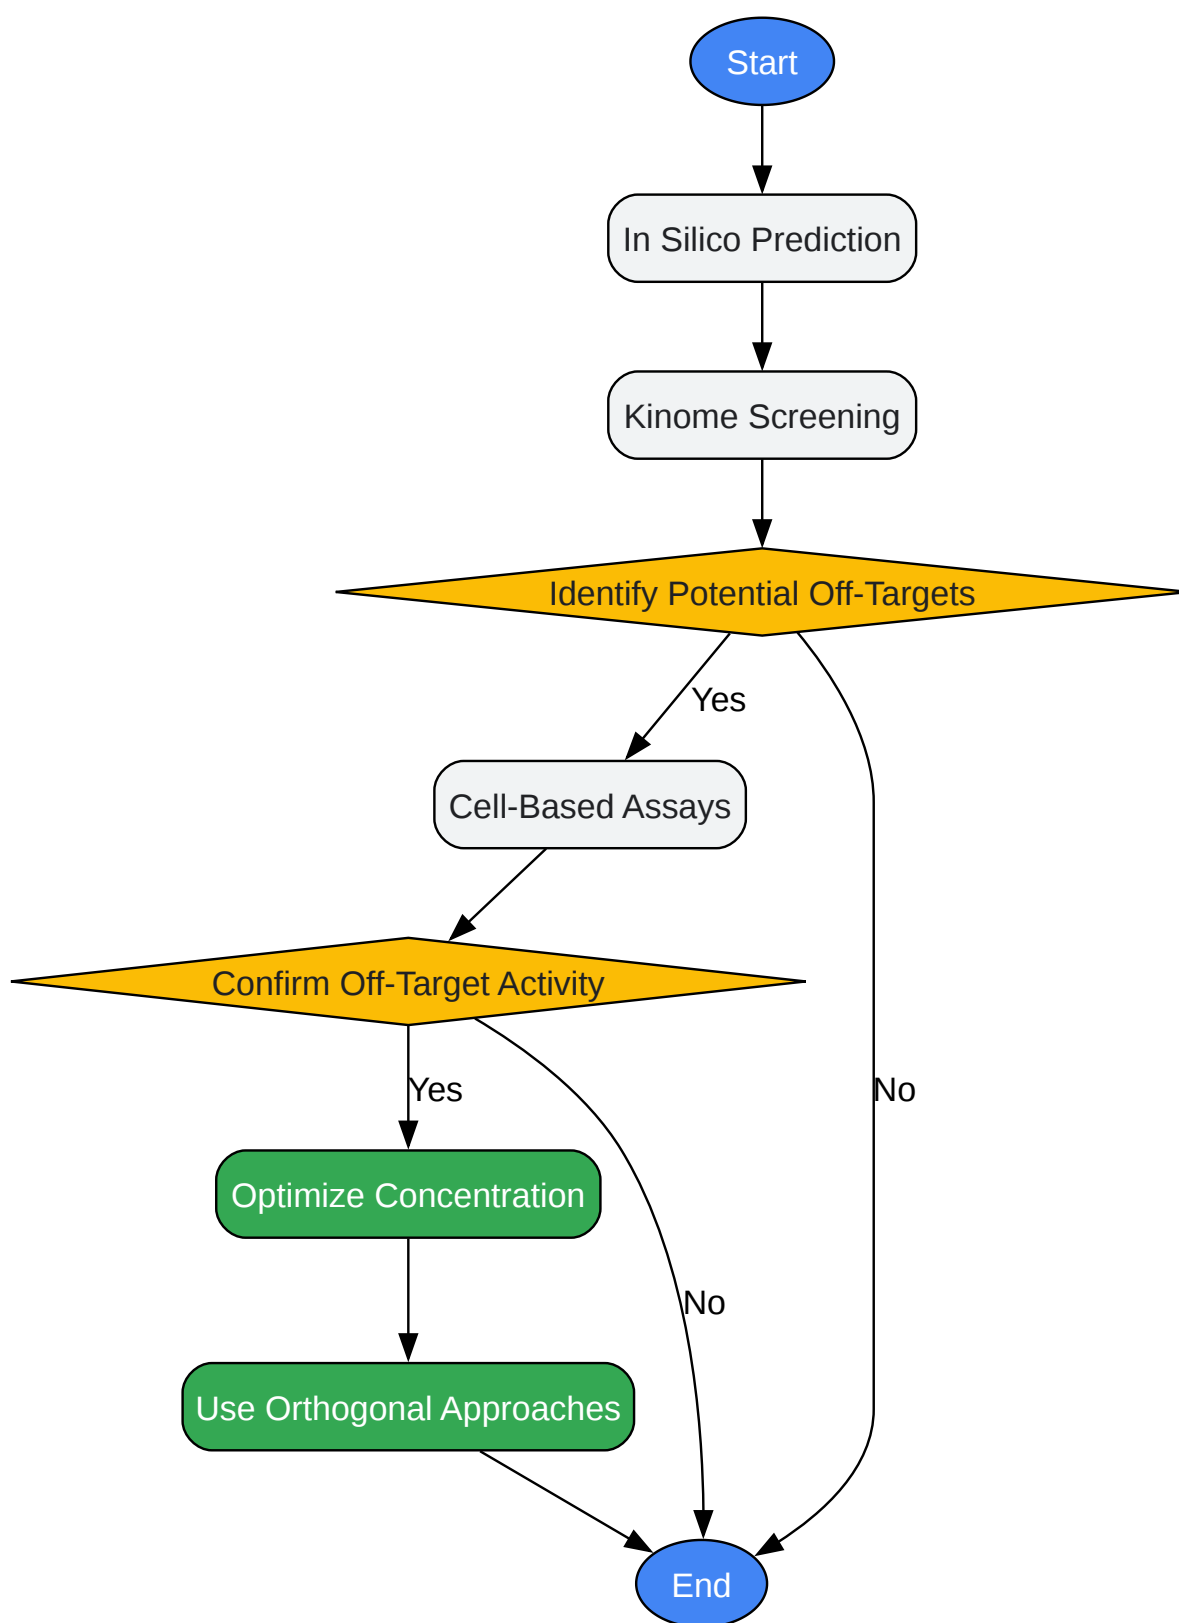 Start
In Silico Prediction
Kinome Screening
Identify Potential Off-Targets
Yes
Cell-Based Assays
Confirm Off-Target Activity
Yes
No
Optimize Concentration
No
Use Orthogonal Approaches
End